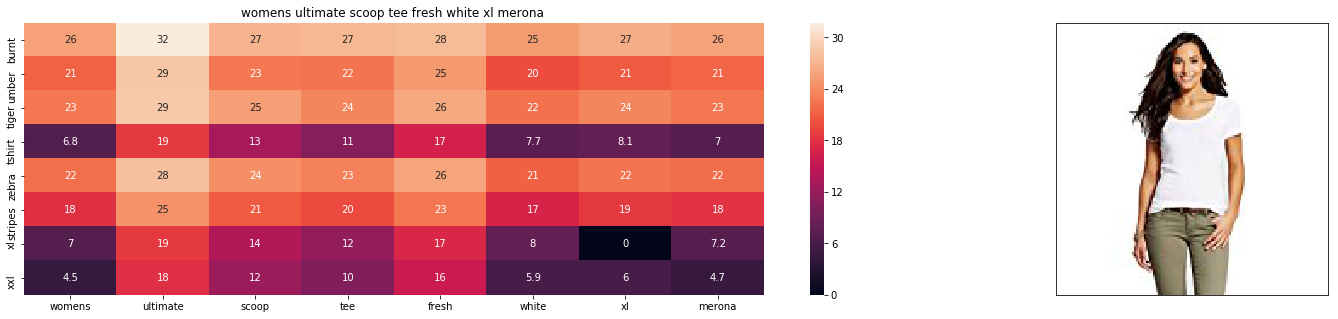 womens ultimate scoop tee fresh white xl merona
burnt 26 32 27 27 28 25 27 26
umber 21 29 23 22 25 20 21 21
tiger 23 29 25 24 26 22 24 23
tshirt 6.8 19 13 11 17 7.7 8.1 7
zebra 22 28 24 23 26 21 22 22
stripes 18 25 21 20 23 17 19 18
xl 7 19 14 12 17 8 0 7.2
xxl 4.5 18 12 10 16 5.9 6 4.7
womens ultimate scoop tee fresh white xl merona
30
24
18
12
6
0